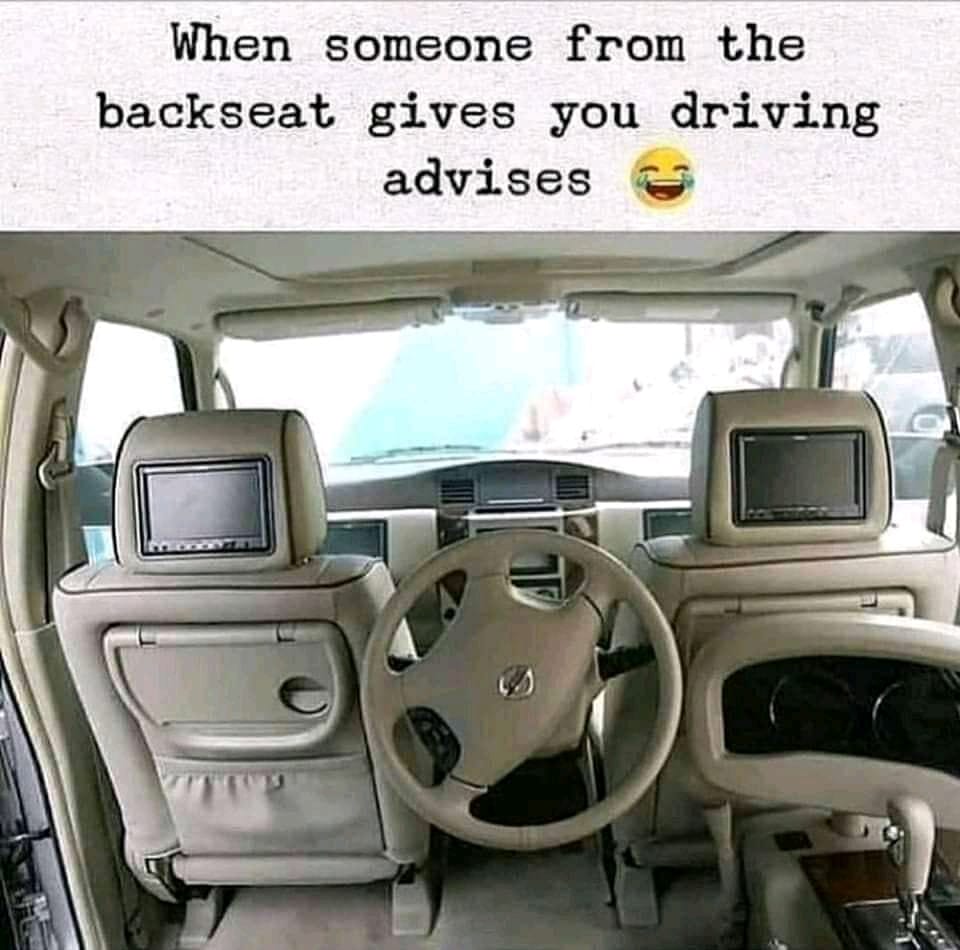 When someone from the
backseat gives you driving
advises 😂